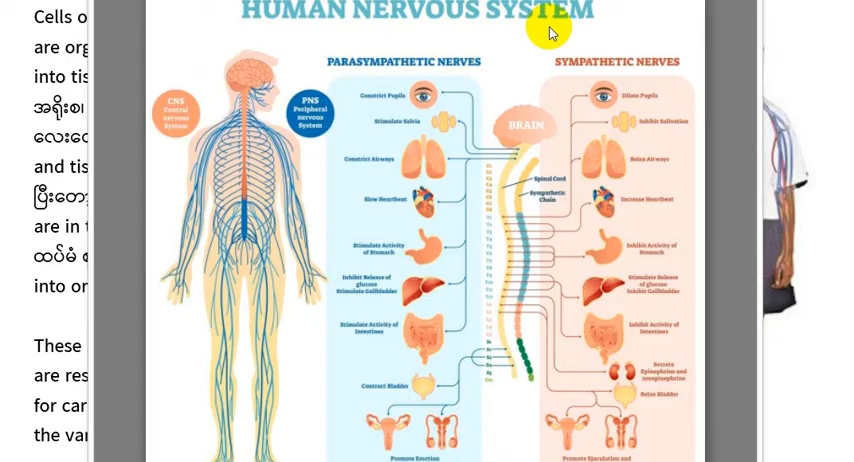 HUMAN NERVOUS SYSTEM
Cells o
are org
into tis
အရိုးစ၊
and tis
are in t
into or
These
are res
for car
the var
CNS
Central
nervous
System
PNS
Peripheral
nervous
System
PARASYMPATHETIC NERVES
Constrict Pupils
Stimulate Salvia
Constrict Airways
Slow Heartbeat
Stimulate Activity
of Stomach
Inhibit Release of
glucose
Stimulate Gallbladder
Stimulate Activity of
Intestines
Contract Bladder
Promote Erection
BRAIN
Spinal Cord
Sympathetic
Chain
SYMPATHETIC NERVES
Dilate Pupils
Inhibit Salivation
Relax Airways
Increase Heartbeat
Inhibit Activity of
Stomach
Stimulate Release
of glucose
Inhibit Gallbladder
Inhibit Activity of
Intestines
Secrete
Epinephrine and
norepinephrine
Relax Bladder
Promote Ejaculation and